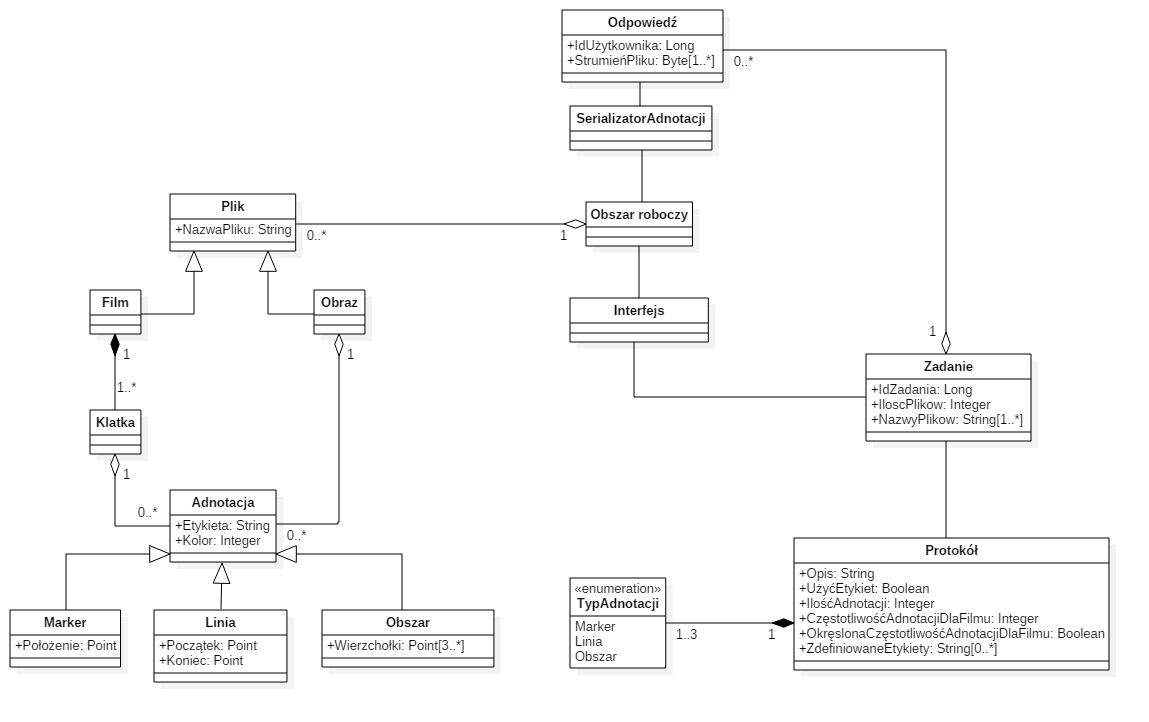 Odpowiedź
+IdUżytkownika: Long
+StrumieńPliku: Byte[1..*]
0..*
SerializatorAdnotacji
Plik
+NazwaPliku: String
0..*
1
Obszar roboczy
Film
Obraz
1
1
Interfejs
1
Zadanie
+IdZadania: Long
+IloscPlikow: Integer
+NazwyPlikow: String[1..*]
1..*
Klatka
1
0..*
Adnotacja
+Etykieta: String
+Kolor: Integer
0..*
Marker
+Położenie: Point
Linia
+Początek: Point
+Koniec: Point
Obszar
+Wierzchołki: Point[3..*]
«enumeration»
TypAdnotacji
Marker
Linia
Obszar
1..3
1
Protokół
+Opis: String
+UżyćEtykiet: Boolean
+IlośćAdnotacji: Integer
+CzęstotliwośćAdnotacjiDlaFilmu: Integer
+OkręslonaCzęstotliwośćAdnotacjiDlaFilmu: Boolean
+ZdefiniowaneEtykiety: String[0..*]